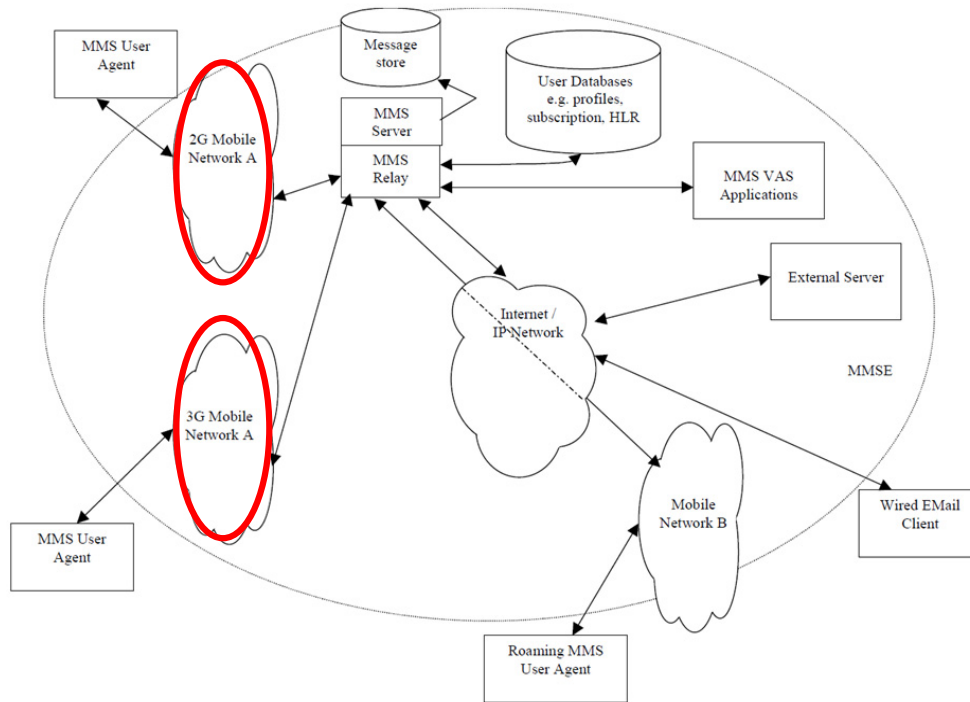 MMS User
Agent
Message
store
User Databases
e.g. profiles,
subscription, HLR
2G Mobile
Network A
MMS
Server
MMS
Relay
MMS VAS
Applications
External Server
Internet /
IP Network
MMSE
3G Mobile
Network A
MMS User
Agent
Mobile
Network B
Wired EMail
Client
Roaming MMS
User Agent